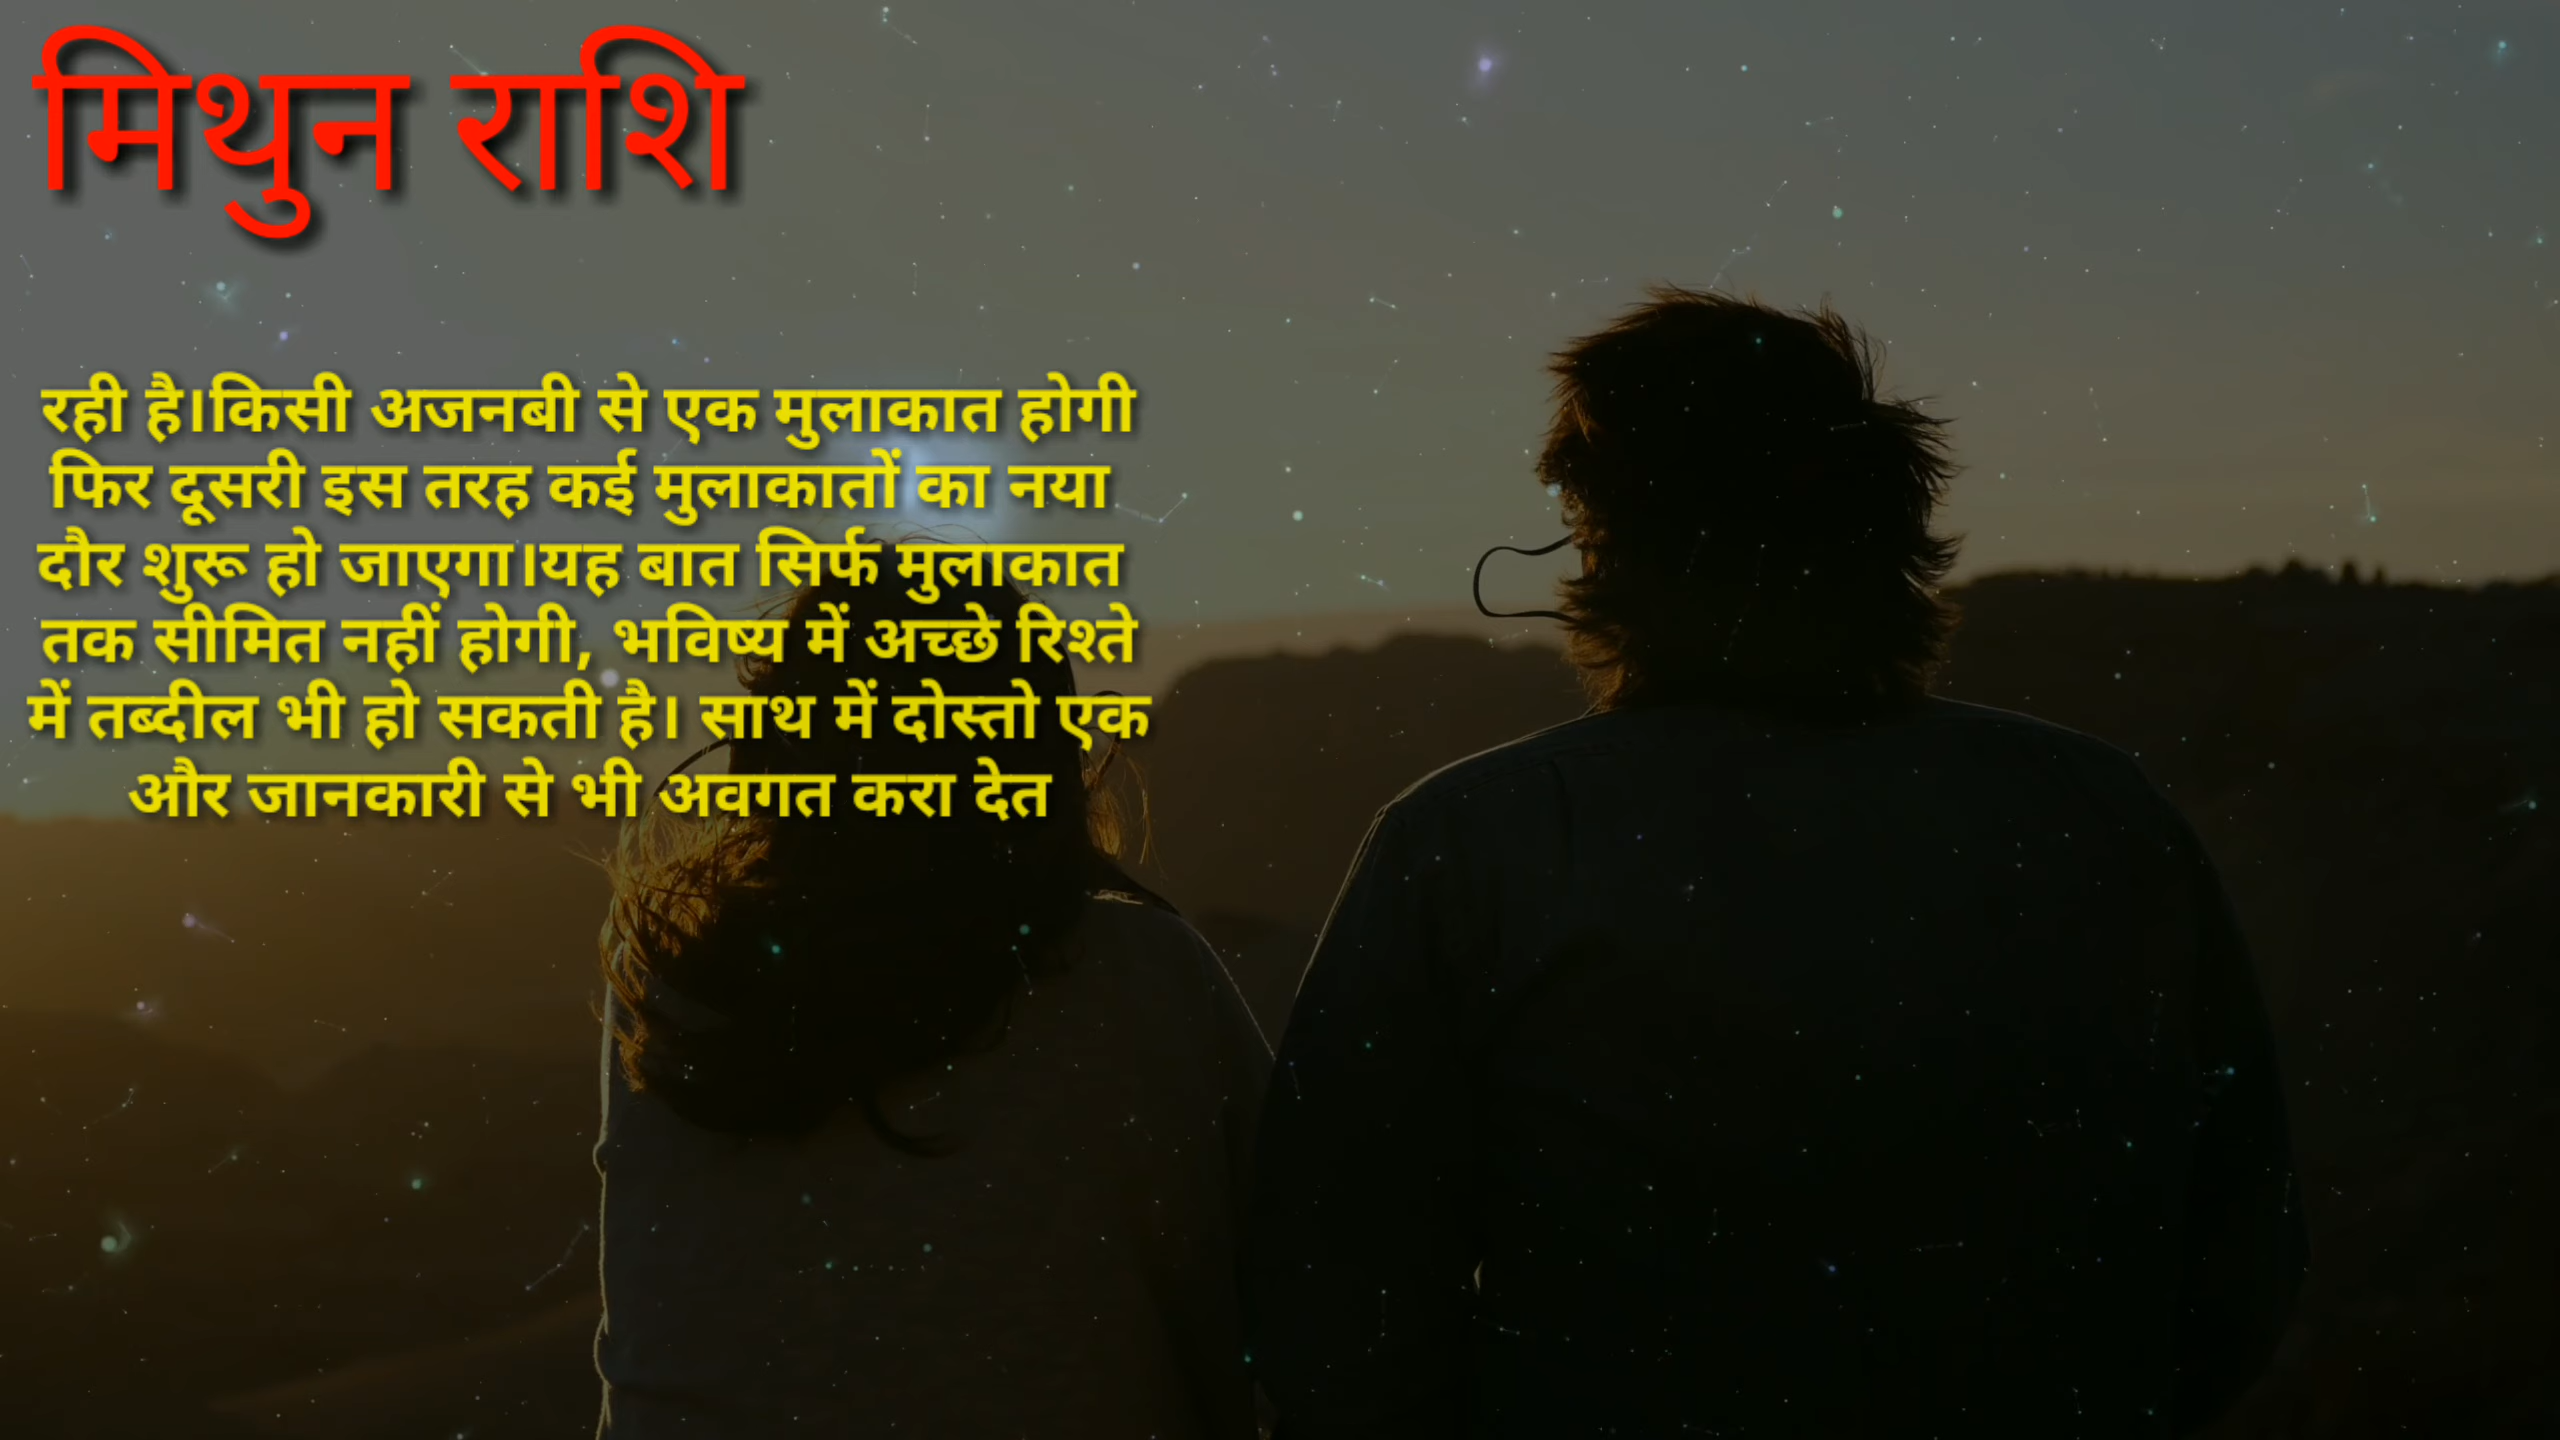 मिथुन राशि
रही है।किसी अजनबी से एक मुलाकात होगी
फिर दूसरी इस तरह कई मुलाकातों का नया
दौर शुरू हो जाएगा।यह बात सिर्फ मुलाकात
तक सीमित नहीं होगी, भविष्य में अच्छे रिश्ते
में तब्दील भी हो सकती है। साथ में दोस्तो एक
और जानकारी से भी अवगत करा देत